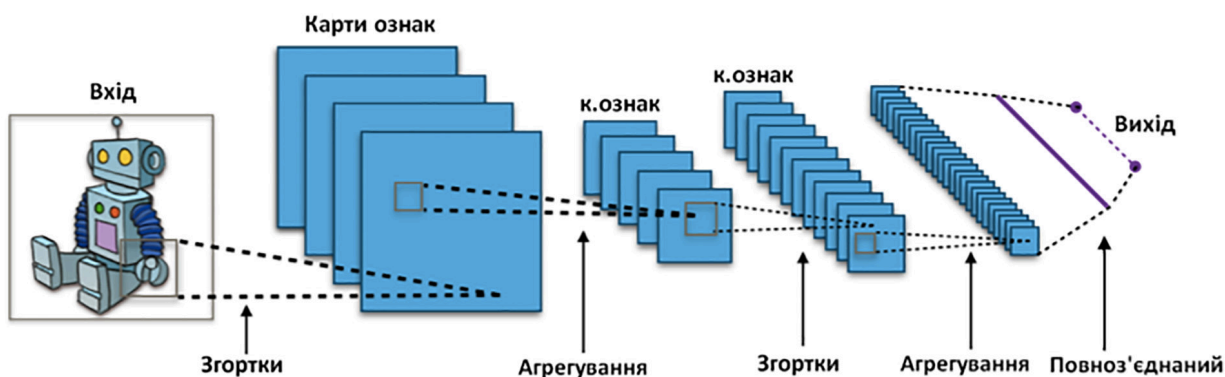 Карти ознак
Вхід
к.ознак
к.ознак
Вихід
Згортки
Агрегування
Згортки
Агрегування
Повноз'єднаний